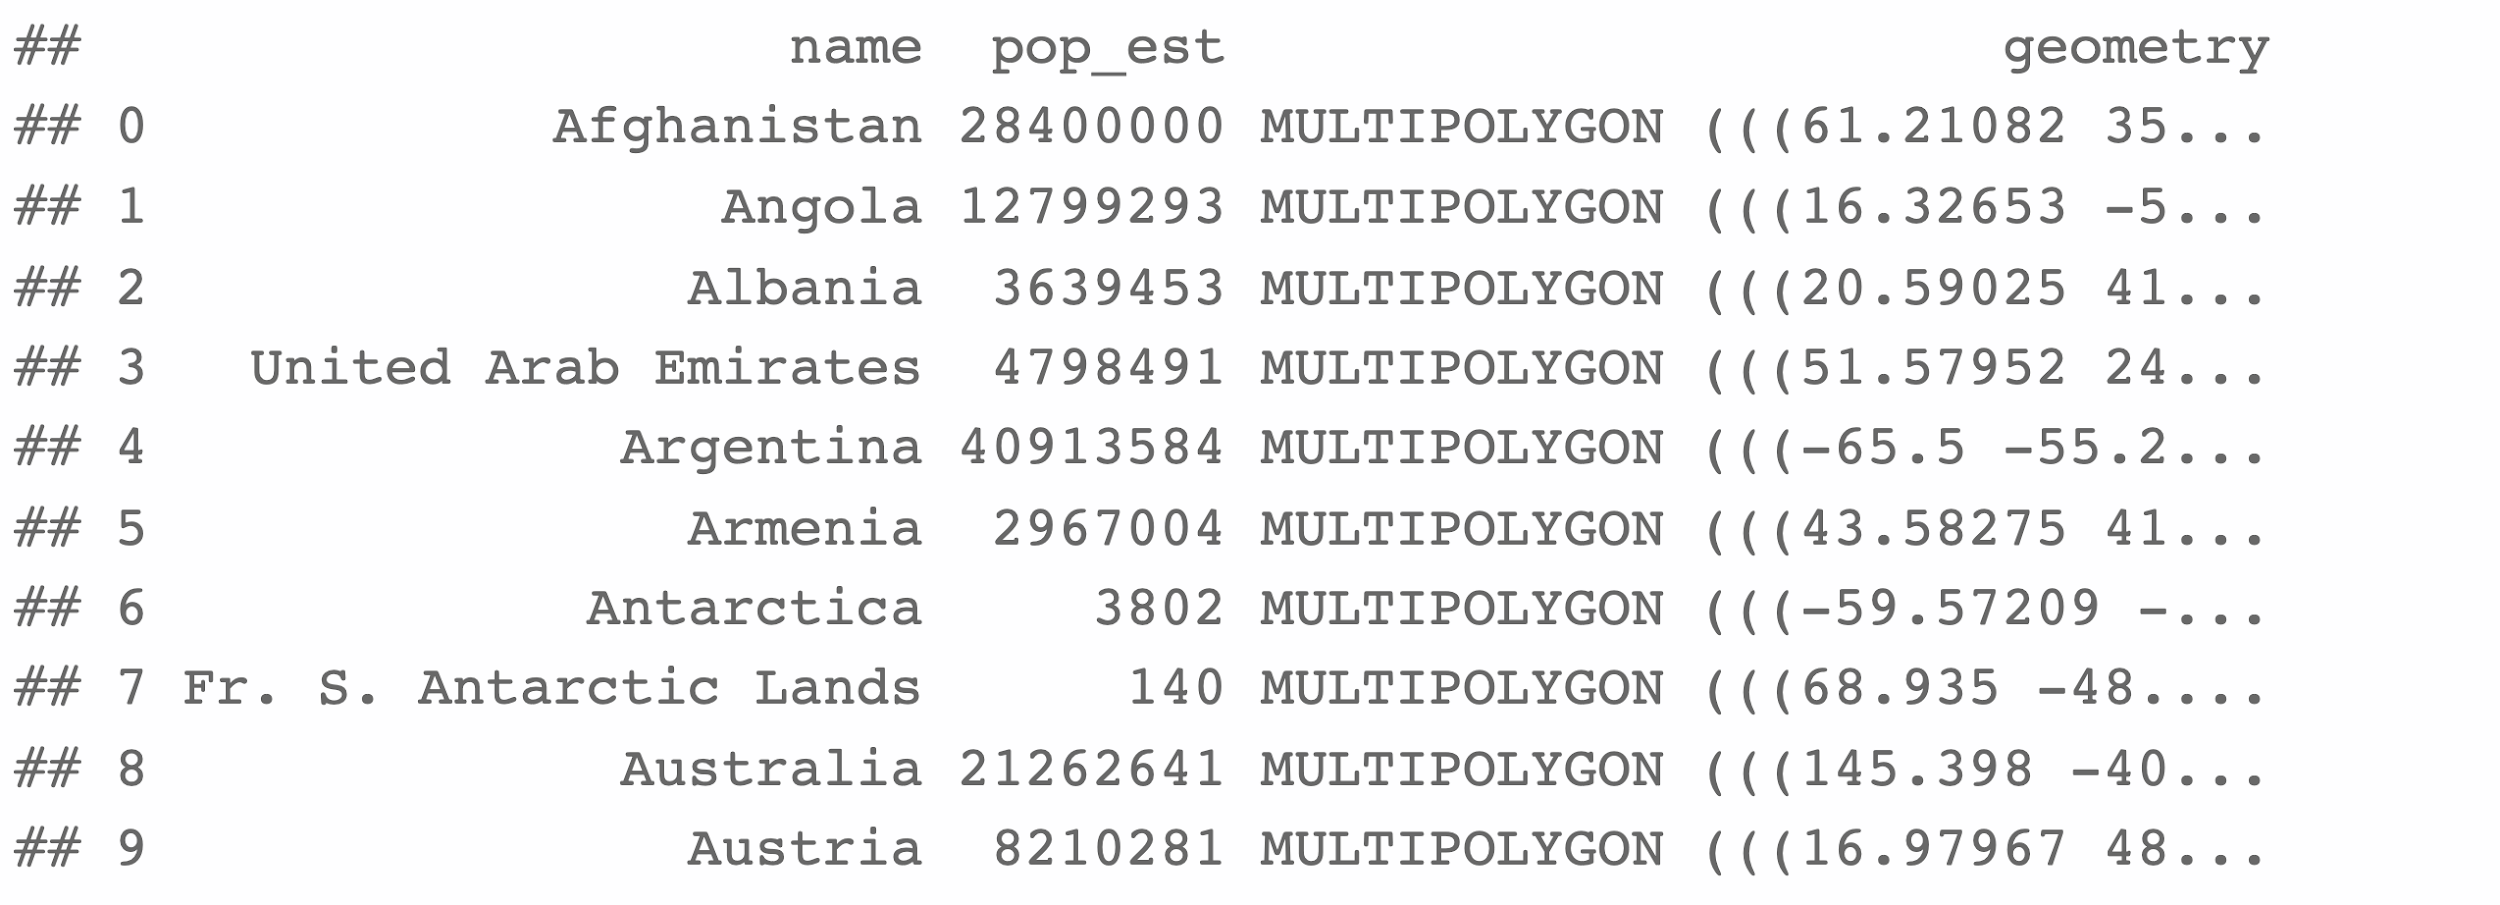 ##                      name   pop_est                       geometry
## 0             Afghanistan  28400000 MULTIPOLYGON (((61.21082 35...
## 1                  Angola  12799293 MULTIPOLYGON (((16.32653 -5...
## 2                 Albania   3639453 MULTIPOLYGON (((20.59025 41...
## 3    United Arab Emirates   4798491 MULTIPOLYGON (((51.57952 24...
## 4               Argentina  40913584 MULTIPOLYGON (((-65.5 -55.2...
## 5                 Armenia   2967004 MULTIPOLYGON (((43.58275 41...
## 6              Antarctica      3802 MULTIPOLYGON (((-59.57209 -...
## 7  Fr. S. Antarctic Lands       140 MULTIPOLYGON (((68.935 -48....
## 8               Australia  21262641 MULTIPOLYGON (((145.398 -40...
## 9                 Austria   8210281 MULTIPOLYGON (((16.97967 48...